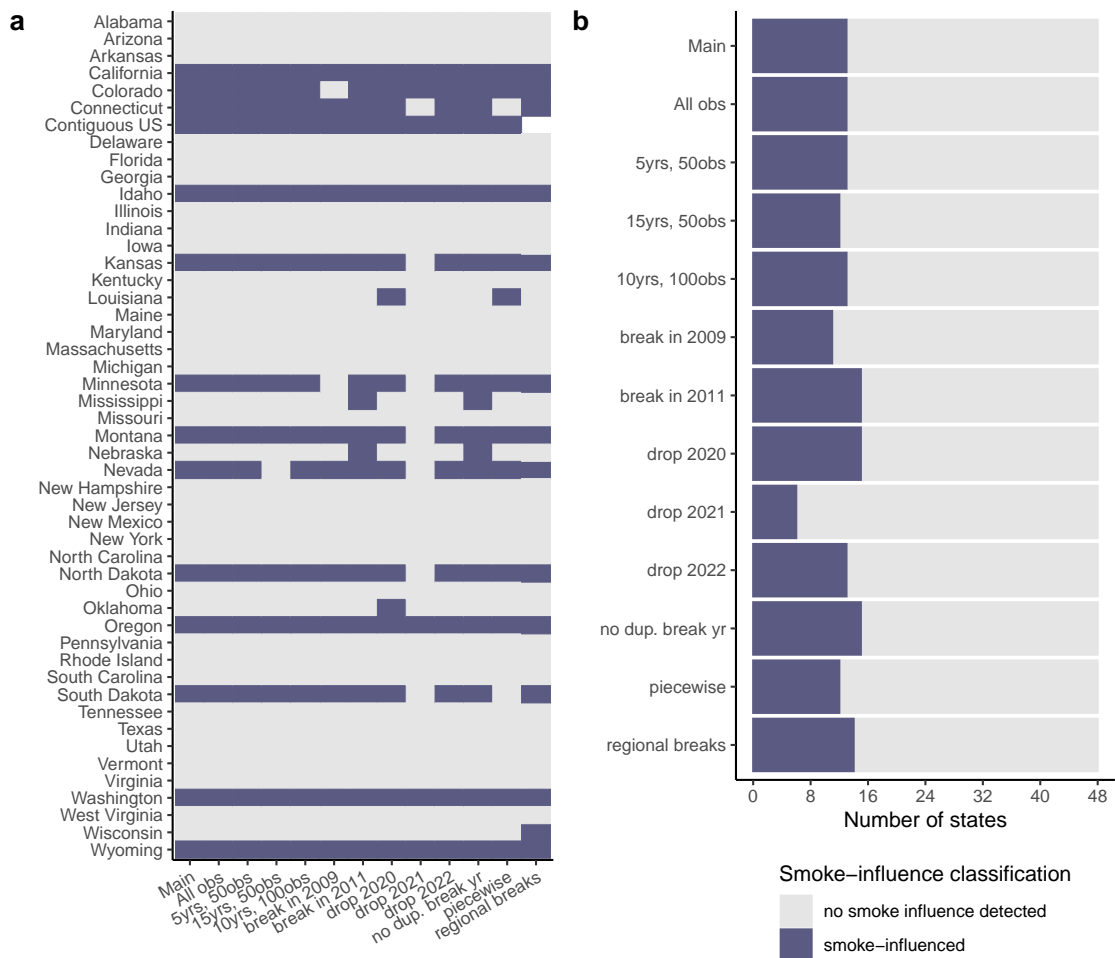 a
Alabama
Arizona
Arkansas
California
Colorado
Connecticut
Contiguous US
Delaware
Florida
Georgia
Idaho
Illinois
Indiana
Iowa
Kansas
Kentucky
Louisiana
Maine
Maryland
Massachusetts
Michigan
Minnesota
Mississippi
Missouri
Montana
Nebraska
Nevada
New Hampshire
New Jersey
New Mexico
New York
North Carolina
North Dakota
Ohio
Oklahoma
Oregon
Pennsylvania
Rhode Island
South Carolina
South Dakota
Tennessee
Texas
Utah
Vermont
Virginia
Washington
West Virginia
Wisconsin
Wyoming
Main
All obs
5yrs, 50obs
15yrs, 50obs
10yrs, 100obs
break in 2009
break in 2011
drop 2020
drop 2021
drop 2022
no dup. break yr
piecewise
regional breaks
b
Main
All obs
5yrs, 50obs
15yrs, 50obs
10yrs, 100obs
break in 2009
break in 2011
drop 2020
drop 2021
drop 2022
no dup. break yr
piecewise
regional breaks
0 8 16 24 32 40 48
Number of states
Smoke−influence classification
no smoke influence detected
smoke−influenced